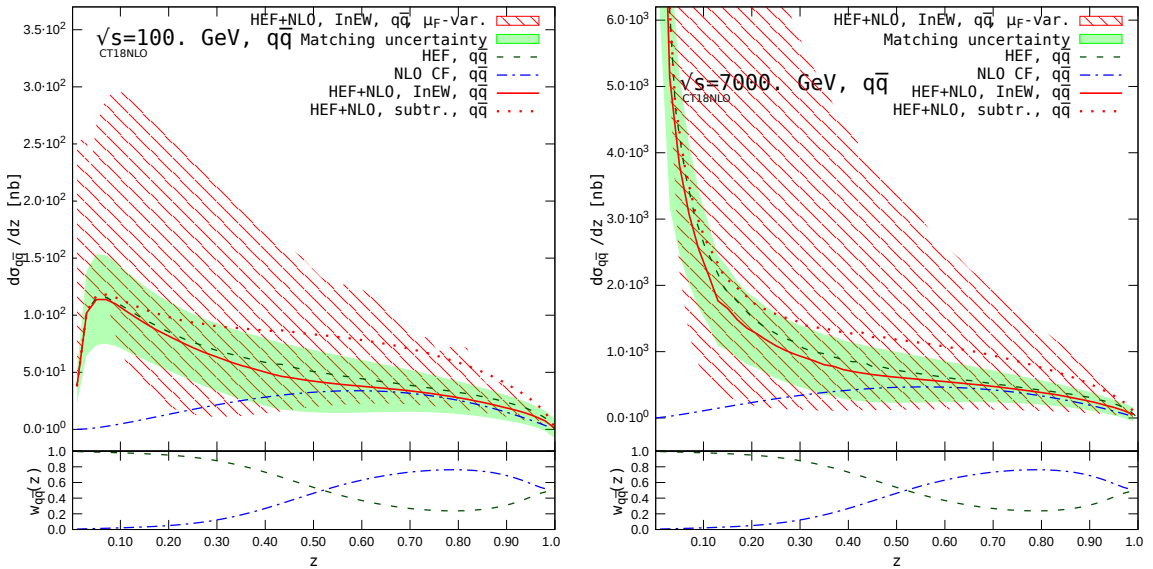 HEF+NLO, InEW, qq̅, μF-var.
√s=100. GeV, qq̅
CT18NLO
Matching uncertainty
HEF, qq̅
NLO CF, qq̅
HEF+NLO, InEW, qq̅
HEF+NLO, subtr., qq̅
dσqq̅/dz [nb]
3.5·10²
3.0·10²
2.5·10²
2.0·10²
1.5·10²
1.0·10²
5.0·10¹
0.0·10⁰
wqq̅(z)
1.0
0.8
0.6
0.4
0.2
0.0
0.10 0.20 0.30 0.40 0.50 0.60 0.70 0.80 0.90 1.0
z
HEF+NLO, InEW, qq̅, μF-var.
Matching uncertainty
HEF, qq̅
√s=7000. GeV, qq̅
CT18NLO
NLO CF, qq̅
HEF+NLO, InEW, qq̅
HEF+NLO, subtr., qq̅
dσqq̅/dz [nb]
6.0·10³
5.0·10³
4.0·10³
3.0·10³
2.0·10³
1.0·10³
0.0·10⁰
wqq̅(z)
1.0
0.8
0.6
0.4
0.2
0.0
0.10 0.20 0.30 0.40 0.50 0.60 0.70 0.80 0.90 1.0
z